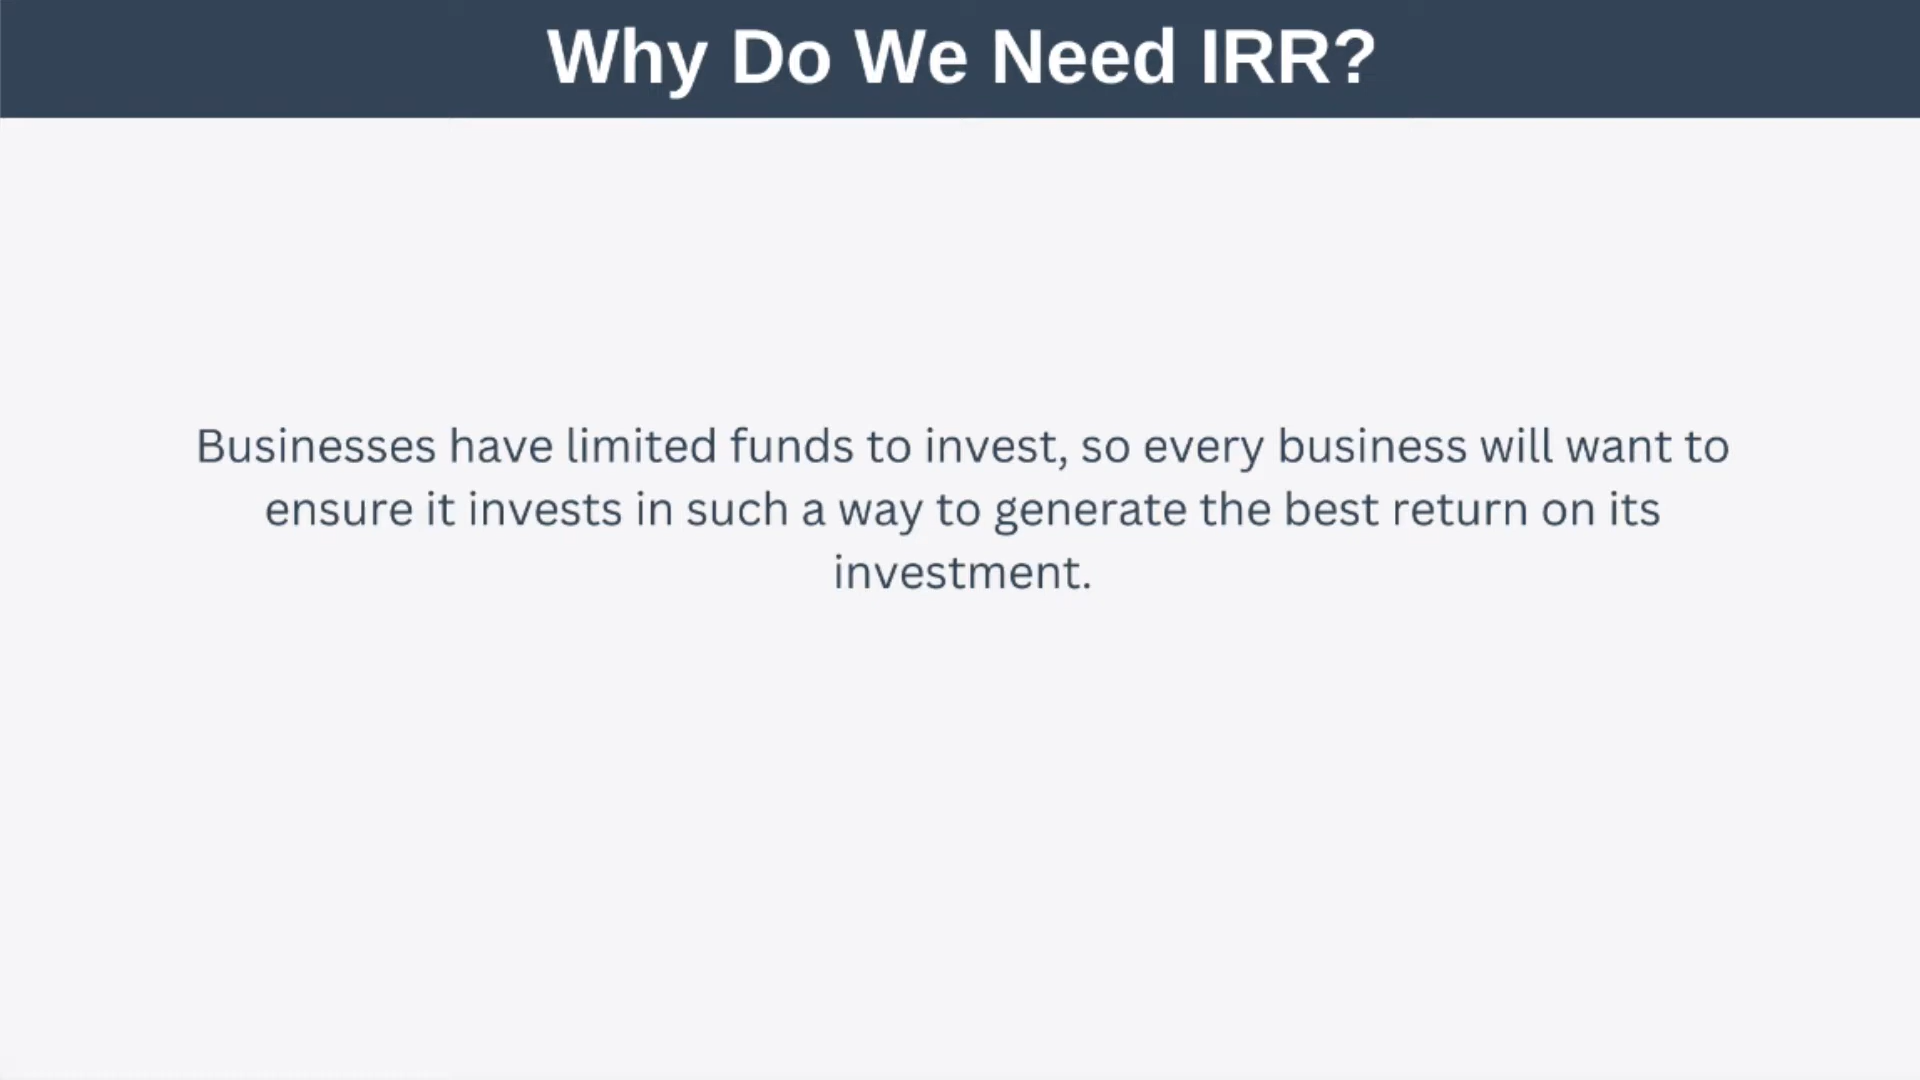 Why Do We Need IRR?
Businesses have limited funds to invest, so every business will want to
ensure it invests in such a way to generate the best return on its
investment.